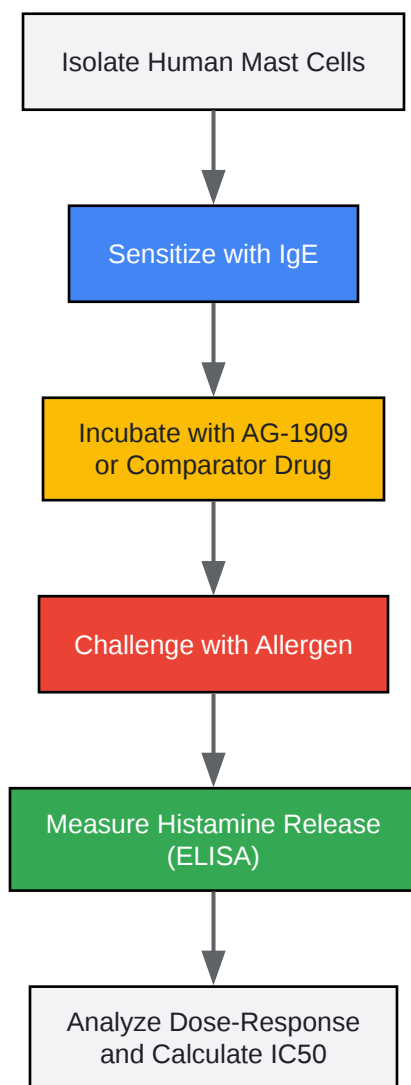 Isolate Human Mast Cells
Sensitize with IgE
Incubate with AG-1909
or Comparator Drug
Challenge with Allergen
Measure Histamine Release
(ELISA)
Analyze Dose-Response
and Calculate IC50